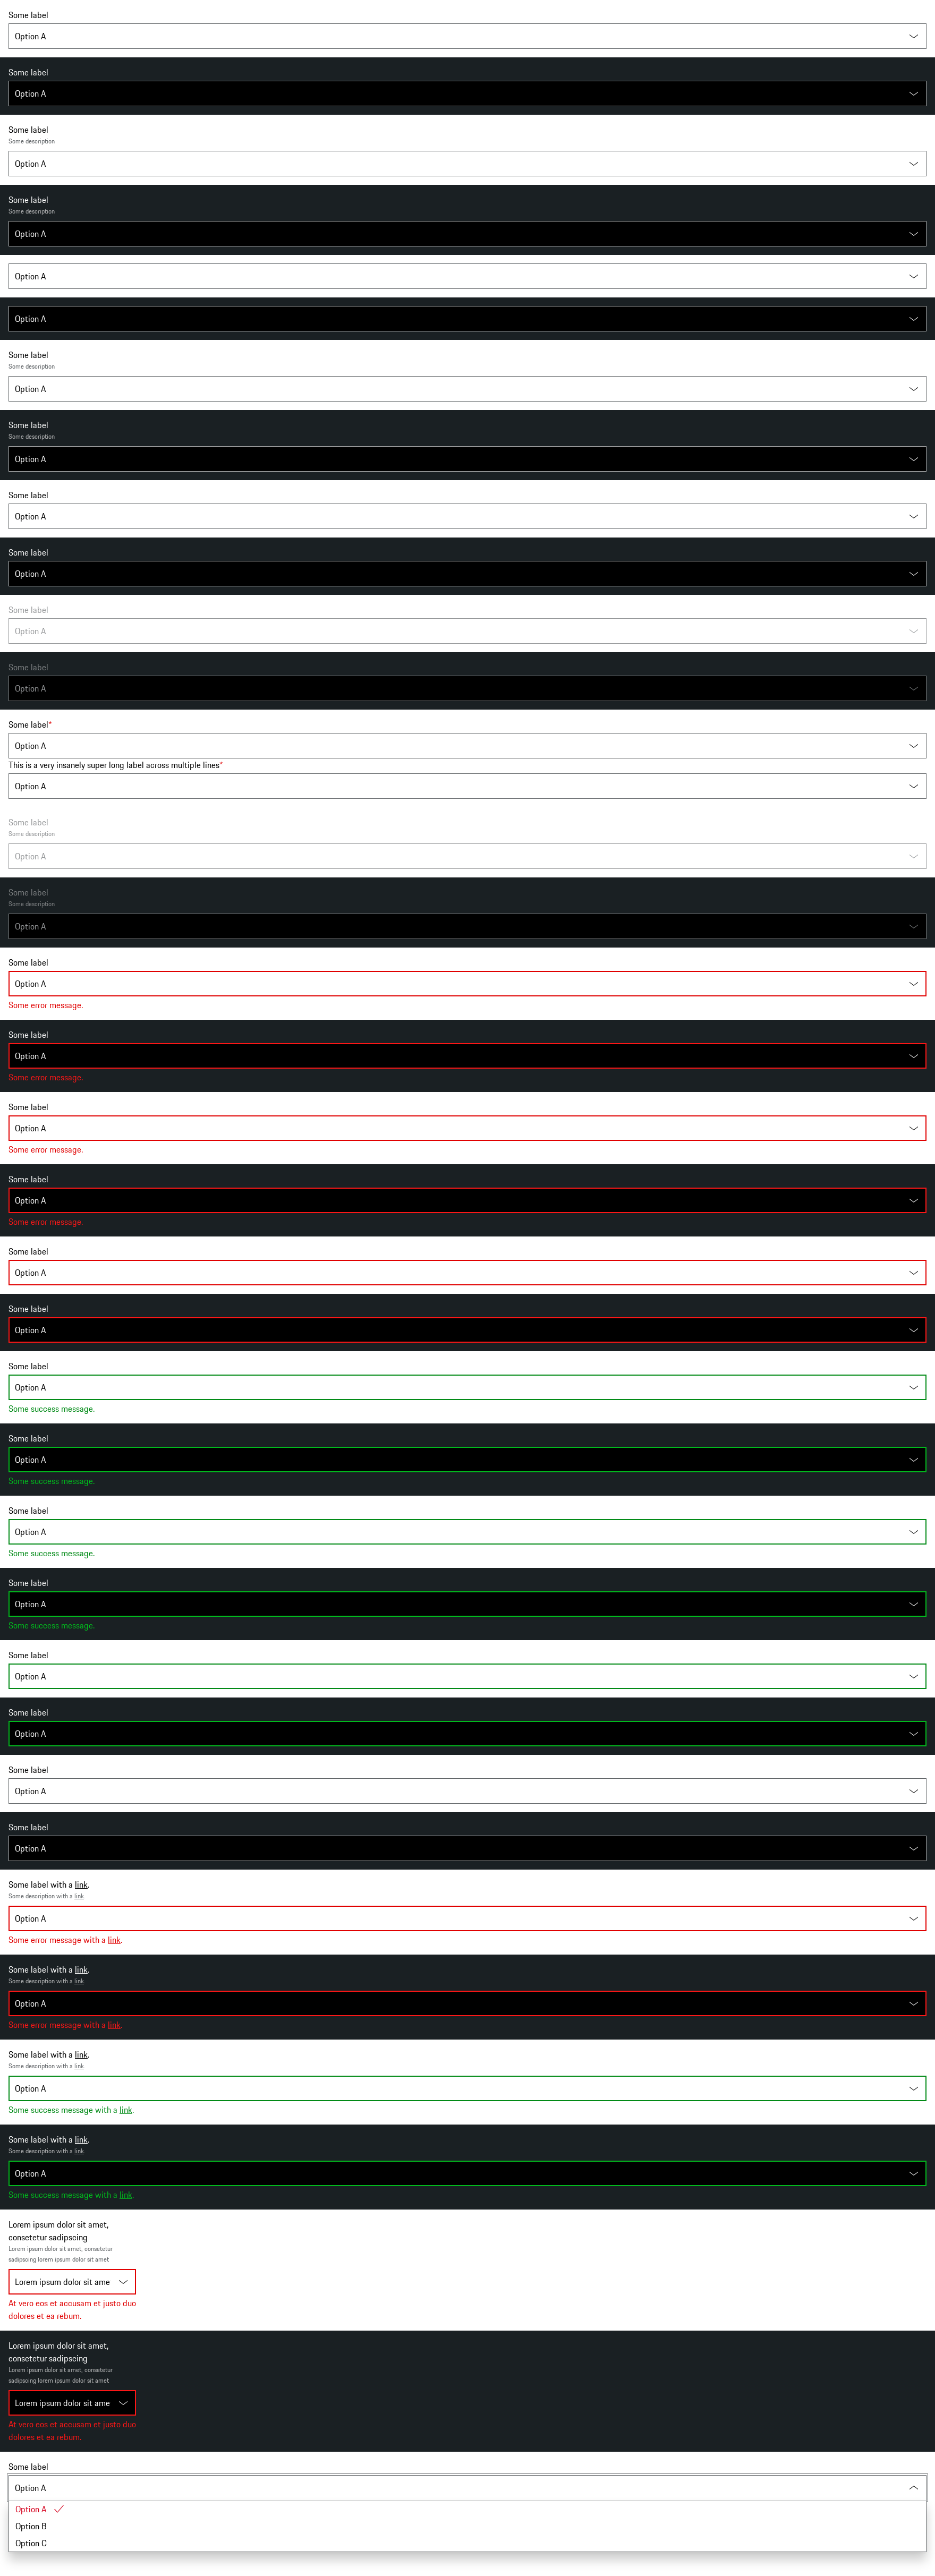 Some label
Option A
Some label
Option A
Some label
Some description
Option A
Some label
Some description
Option A
Option A
Option A
Some label
Some description
Option A
Some label
Some description
Option A
Some label
Option A
Some label
Option A
Some label
Option A
Some label
Option A
Some label*
Option A
This is a very insanely super long label across multiple lines*
Option A
Some label
Some description
Option A
Some label
Some description
Option A
Some label
Option A
Some error message.
Some label
Option A
Some error message.
Some label
Option A
Some error message.
Some label
Option A
Some error message.
Some label
Option A
Some label
Option A
Some label
Option A
Some success message.
Some label
Option A
Some success message.
Some label
Option A
Some success message.
Some label
Option A
Some success message.
Some label
Option A
Some label
Option A
Some label
Option A
Some label
Option A
Some label with a link.
Some description with a link.
Option A
Some error message with a link.
Some label with a link.
Some description with a link.
Option A
Some error message with a link.
Some label with a link.
Some description with a link.
Option A
Some success message with a link.
Some label with a link.
Some description with a link.
Option A
Some success message with a link.
Lorem ipsum dolor sit amet,
consetetur sadipscing
Lorem ipsum dolor sit amet, consetetur
sadipscing lorem ipsum dolor sit amet
Lorem ipsum dolor sit ame
At vero eos et accusam et justo duo
dolores et ea rebum.
Lorem ipsum dolor sit amet,
consetetur sadipscing
Lorem ipsum dolor sit amet, consetetur
sadipscing lorem ipsum dolor sit amet
Lorem ipsum dolor sit ame
At vero eos et accusam et justo duo
dolores et ea rebum.
Some label
Option A
Option A
Option B
Option C